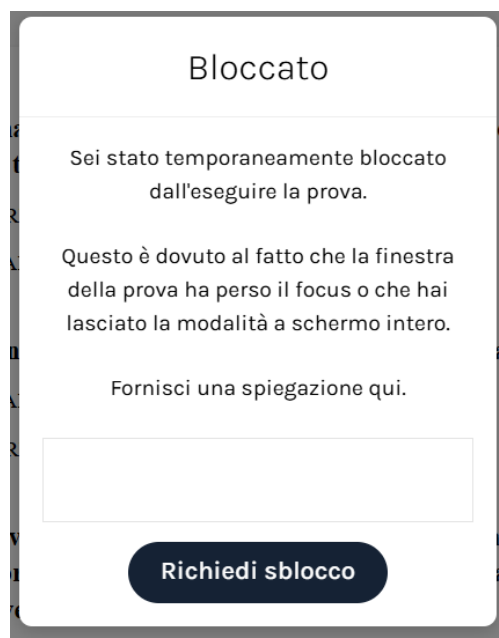 Bloccato
Sei stato temporaneamente bloccato
dall'eseguire la prova.
Questo è dovuto al fatto che la finestra
della prova ha perso il focus o che hai
lasciato la modalità a schermo intero.
Fornisci una spiegazione qui.
Richiedi sblocco